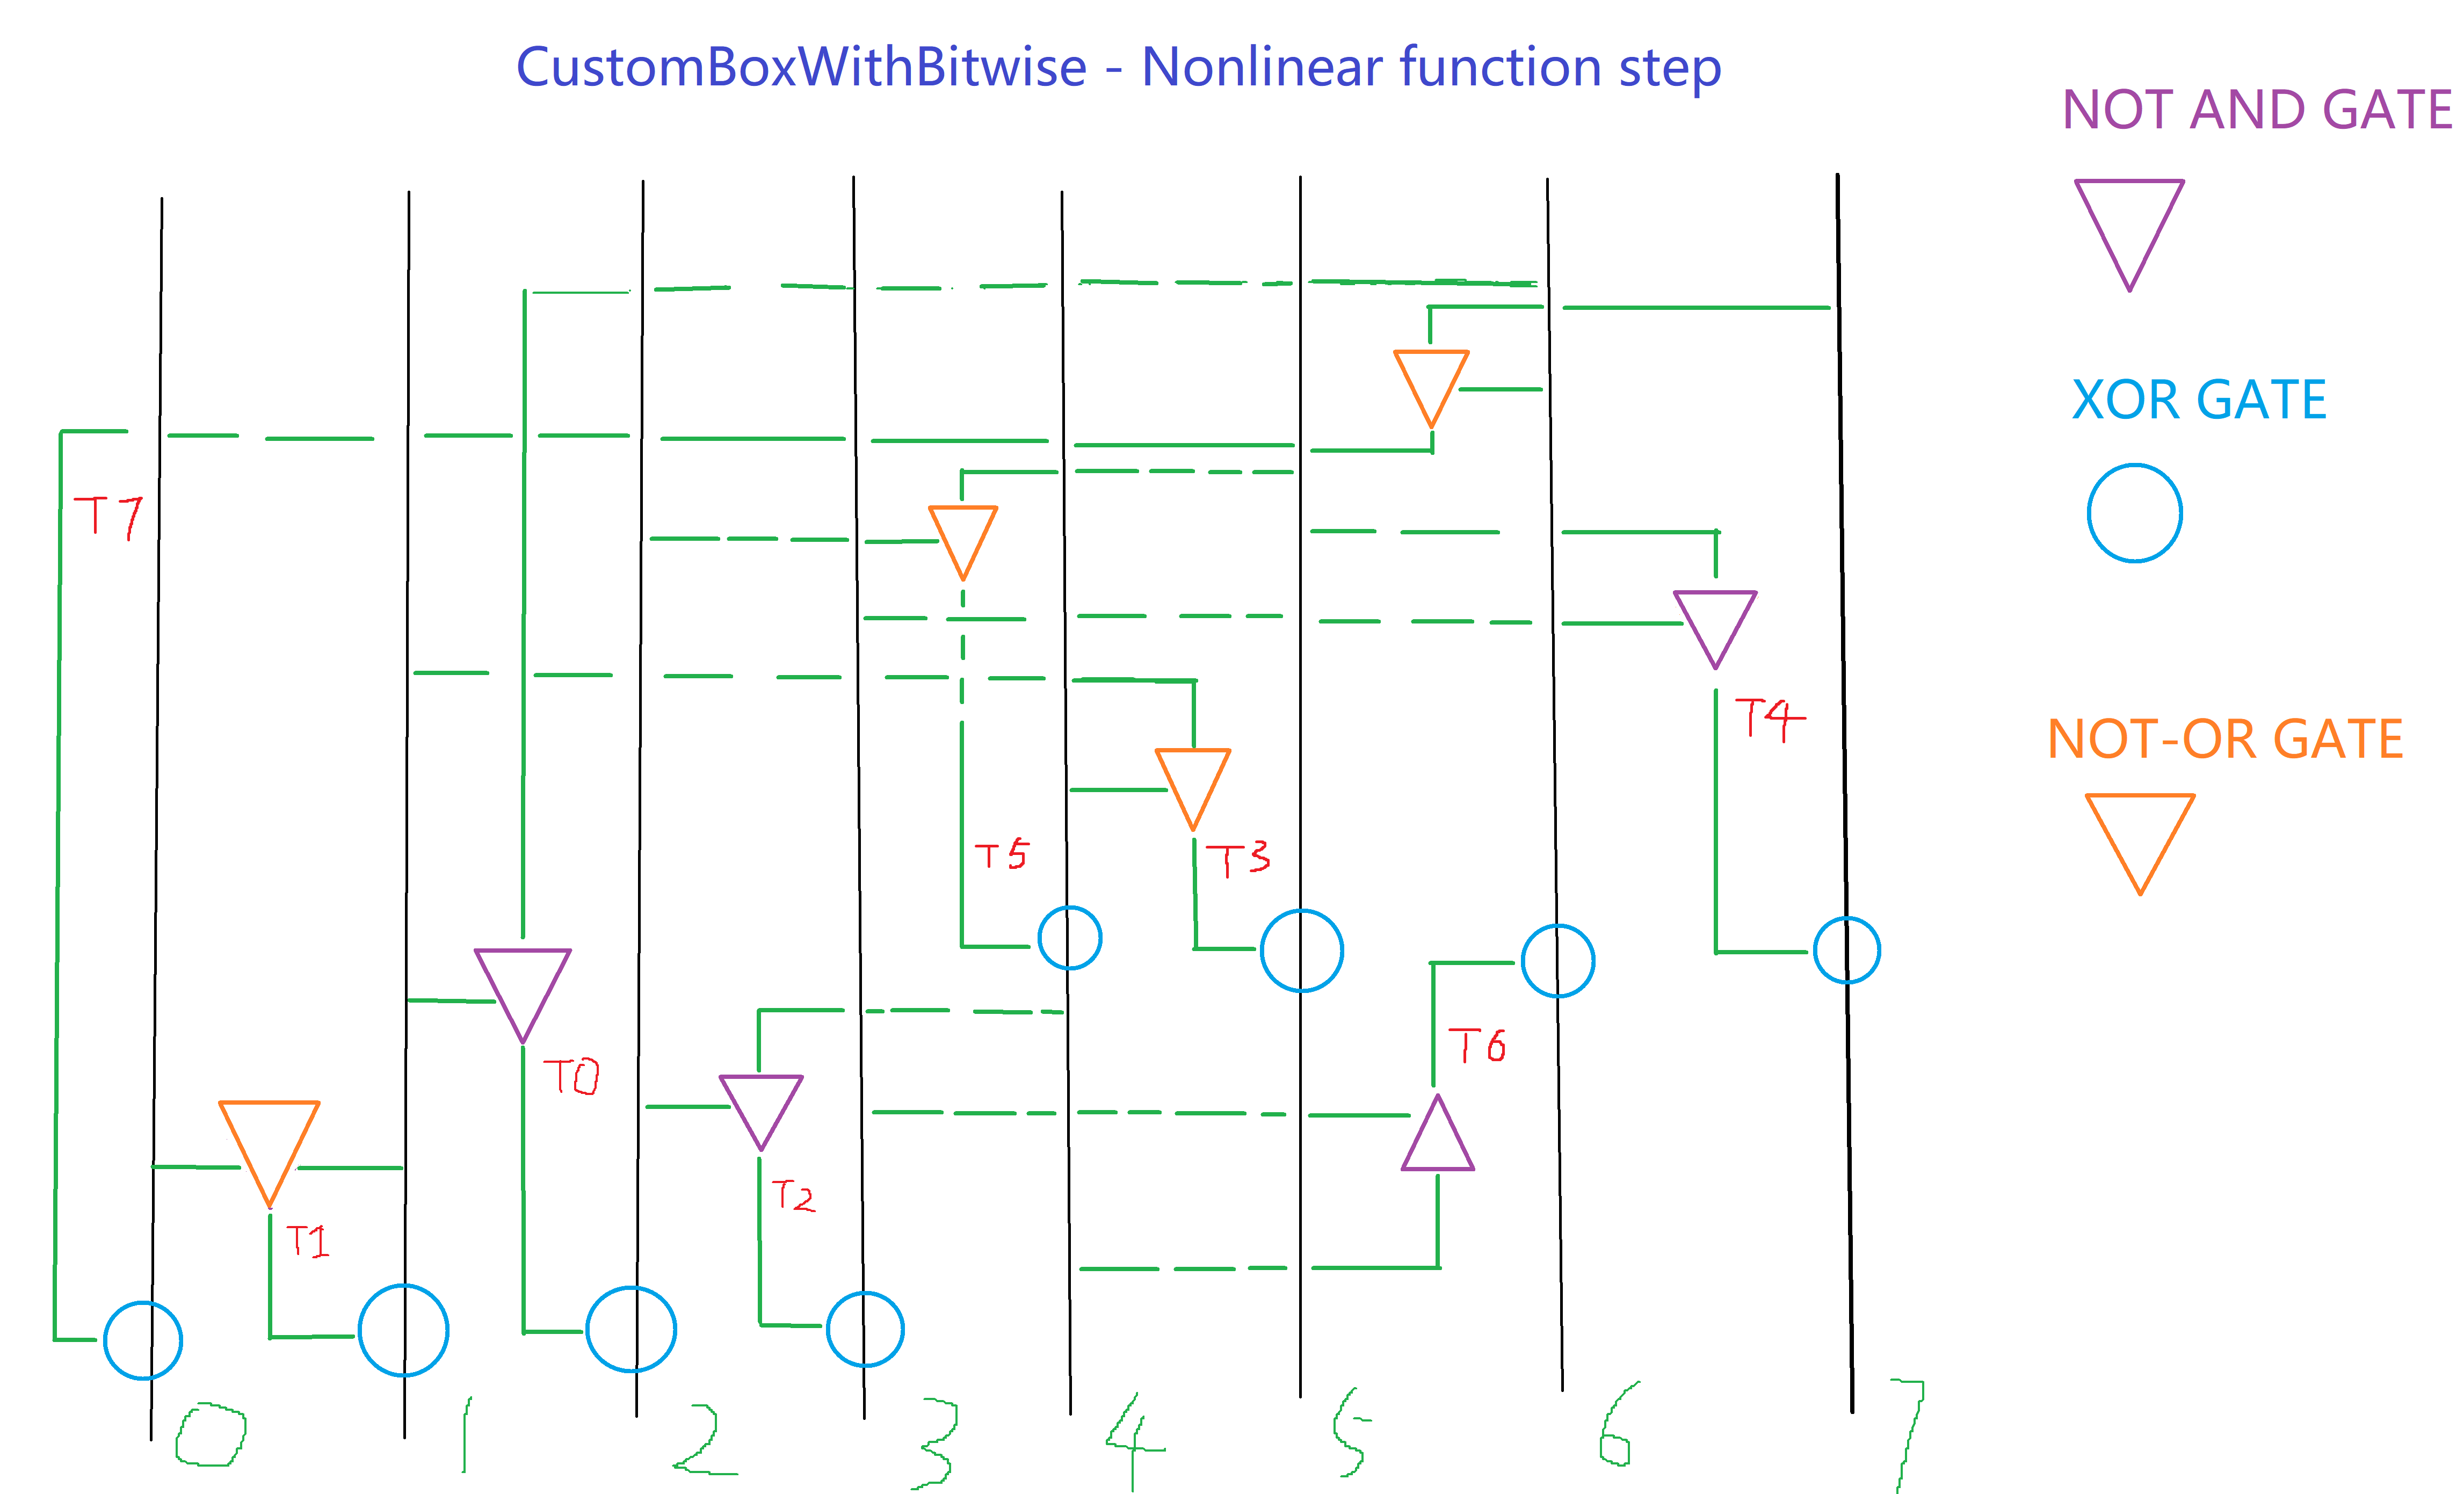 CustomBoxWithBitwise - Nonlinear function step
NOT AND GATE
XOR GATE
NOT-OR GATE
T7
T4
T5
T3
T6
T0
T2
T1
0 1 2 3 4 5 6 7